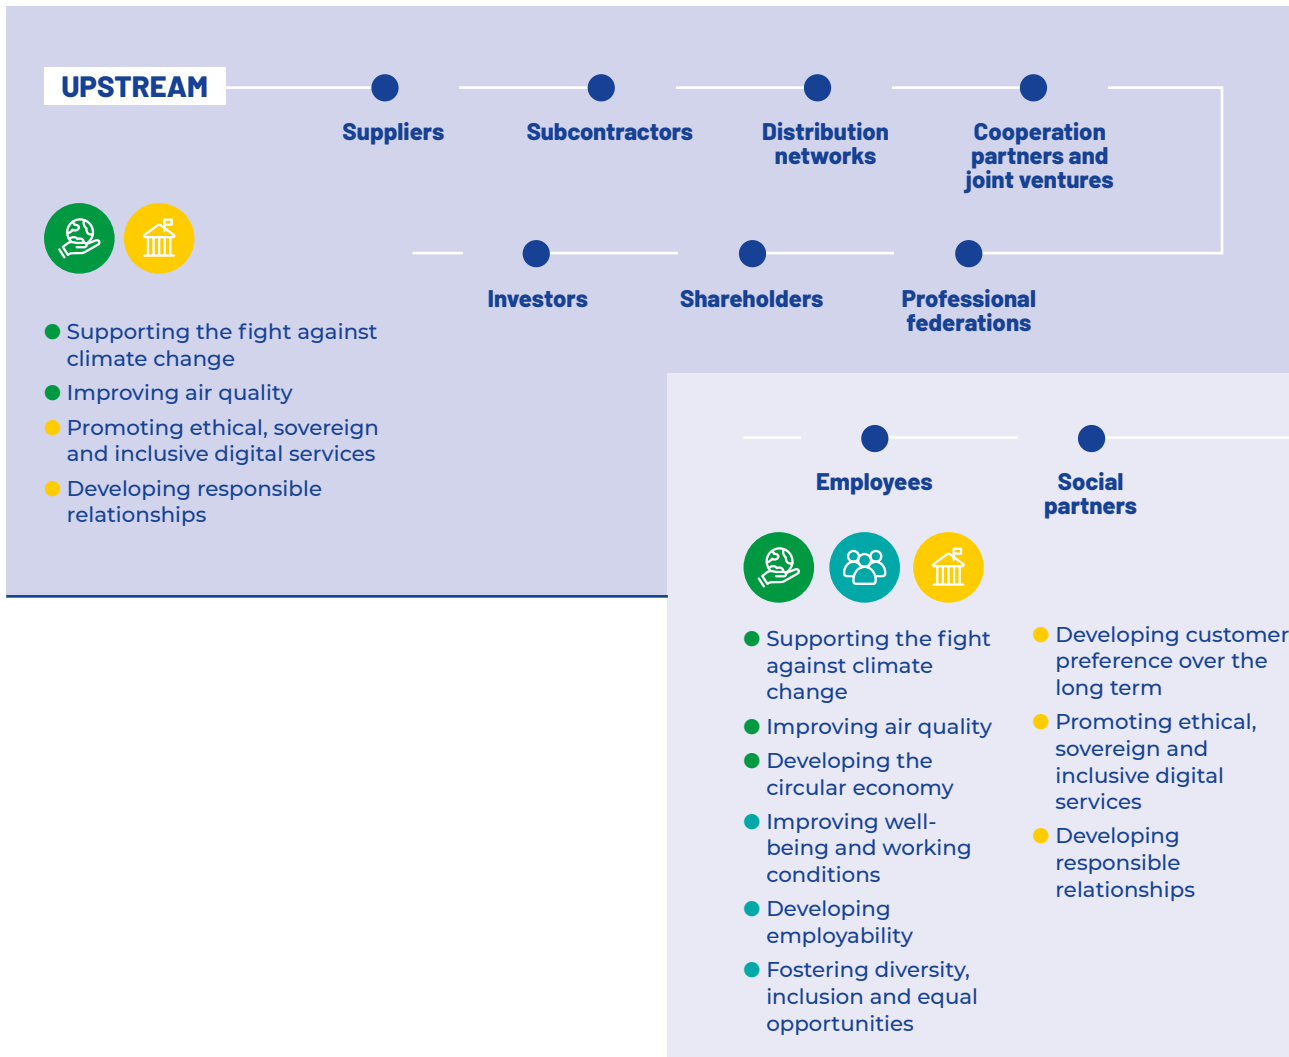 UPSTREAM
Suppliers
Subcontractors
Distribution
networks
Cooperation
partners and
joint ventures
Investors
Shareholders
Professional
federations
Supporting the fight against
climate change
Improving air quality
Promoting ethical, sovereign
and inclusive digital services
Developing responsible
relationships
Employees
Social
partners
Supporting the fight
against climate
change
Improving air quality
Developing the
circular economy
Improving well-
being and working
conditions
Developing
employability
Fostering diversity,
inclusion and equal
opportunities
Developing customer
preference over the
long term
Promoting ethical,
sovereign and
inclusive digital
services
Developing
responsible
relationships